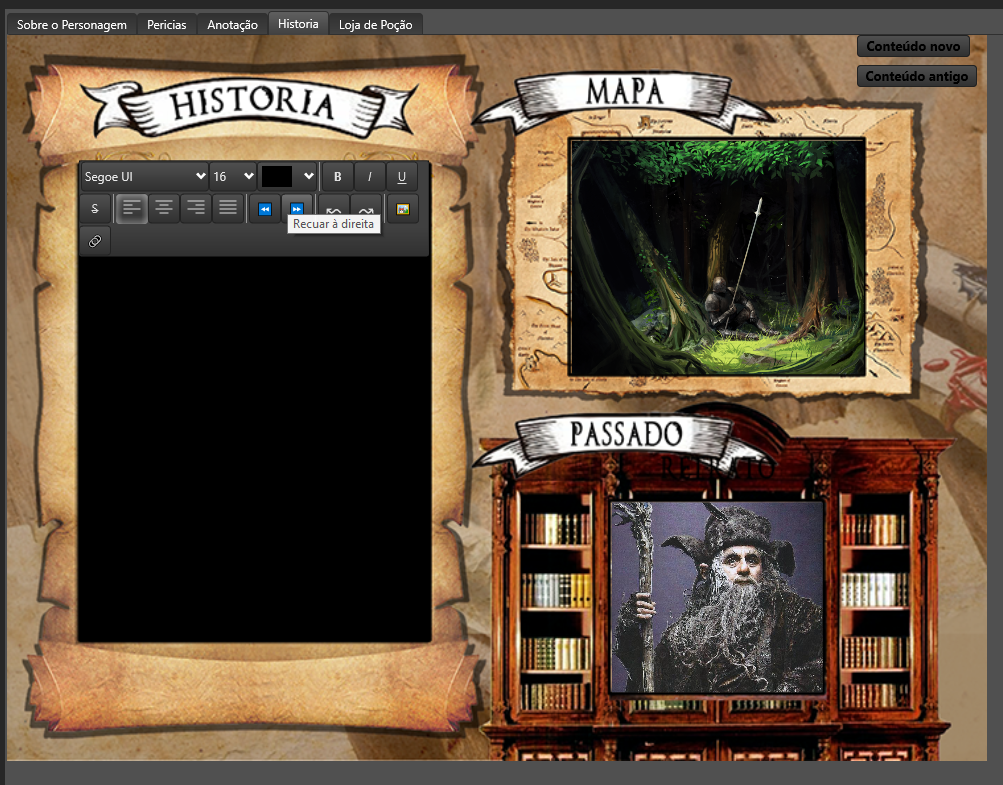 Sobre o Personagem
Pericias
Anotação
Historia
Loja de Poção
Conteúdo novo
Conteúdo antigo
HISTORIA
MAPA
Segoe UI
16
B
I
U
S
Recuar à direita
PASSADO
RETRATO